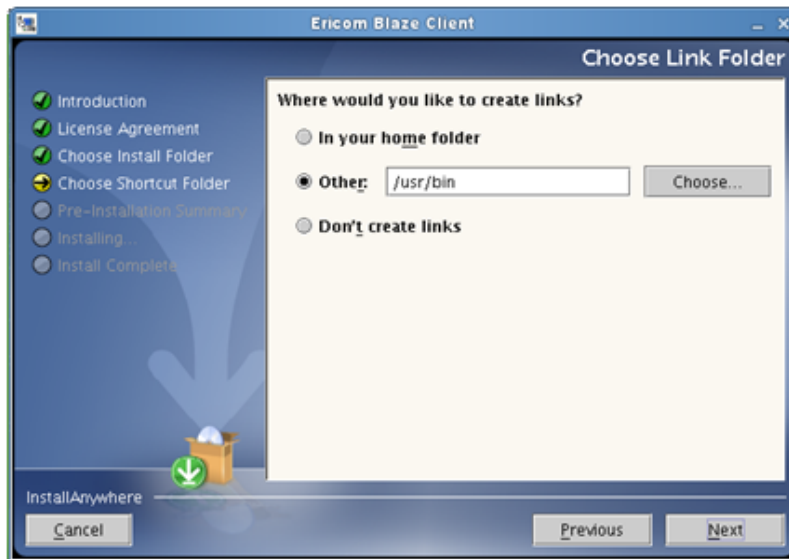 Ericom Blaze Client
Choose Link Folder
Introduction
License Agreement
Choose Install Folder
Choose Shortcut Folder
Pre-Installation Summary
Installing...
Install Complete
Where would you like to create links?
In your home folder
Other: /usr/bin Choose...
Don't create links
InstallAnywhere
Cancel Previous Next